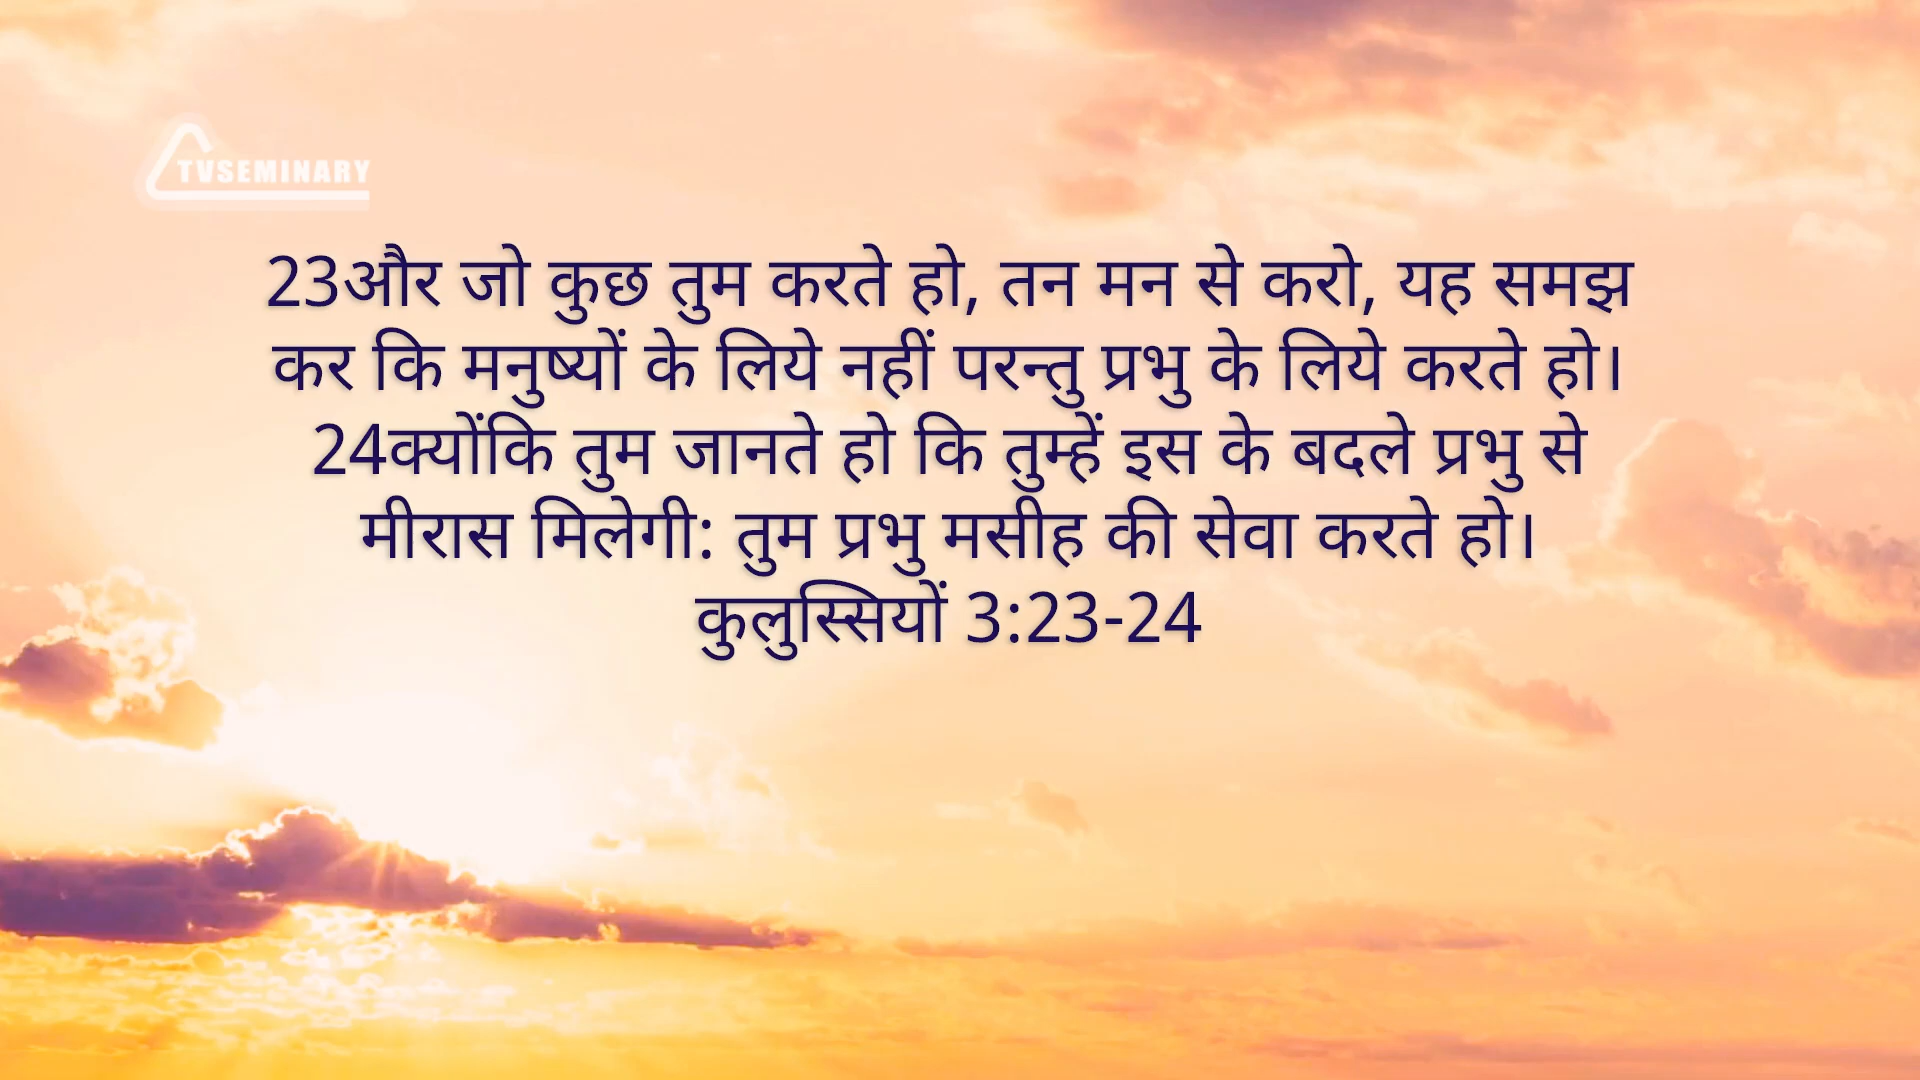 TVSEMINARY
23और जो कुछ तुम करते हो, तन मन से करो, यह समझ
कर कि मनुष्यों के लिये नहीं परन्तु प्रभु के लिये करते हो।
24क्योंकि तुम जानते हो कि तुम्हें इस के बदले प्रभु से
मीरास मिलेगी: तुम प्रभु मसीह की सेवा करते हो।
कुलुस्सियों 3:23-24